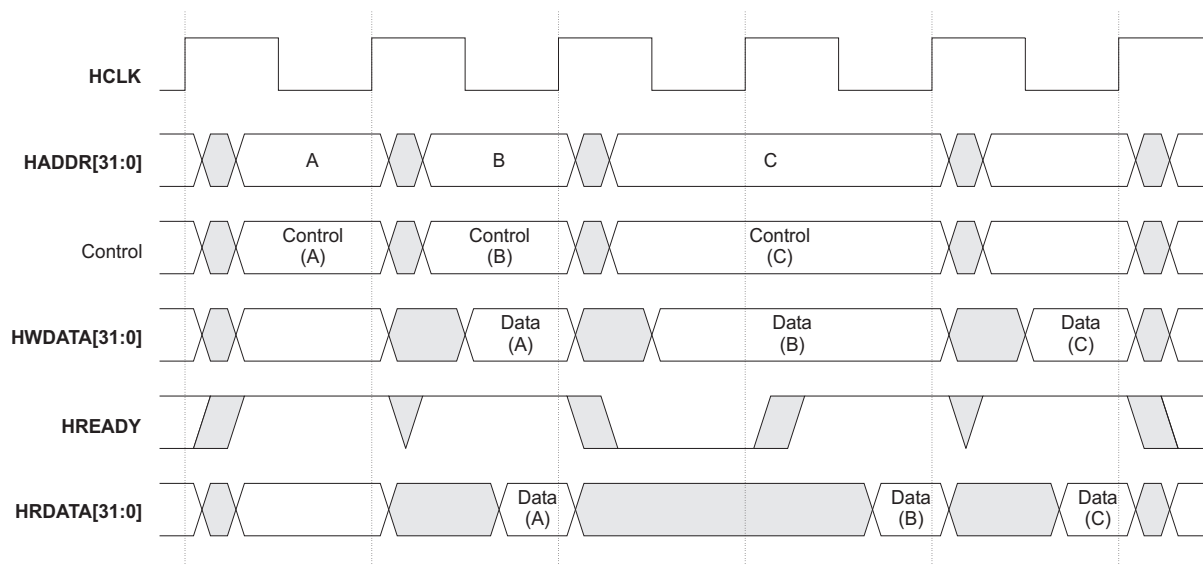 HCLK
HADDR[31:0]
A
B
C
Control
Control
(A)
Control
(B)
Control
(C)
HWDATA[31:0]
Data
(A)
Data
(B)
Data
(C)
HREADY
HRDATA[31:0]
Data
(A)
Data
(B)
Data
(C)